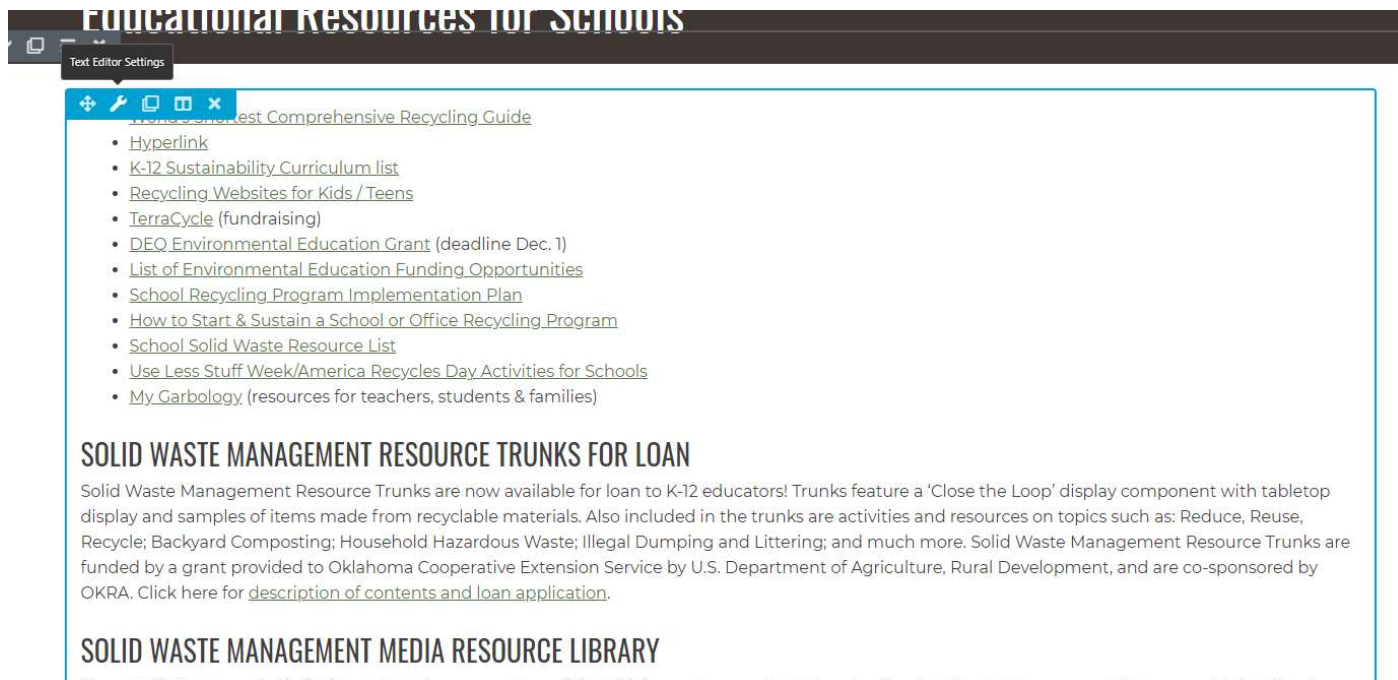 Educational Resources for Schools
Text Editor Settings
World's Shortest Comprehensive Recycling Guide
Hyperlink
K-12 Sustainability Curriculum list
Recycling Websites for Kids / Teens
TerraCycle (fundraising)
DEQ Environmental Education Grant (deadline Dec. 1)
List of Environmental Education Funding Opportunities
School Recycling Program Implementation Plan
How to Start & Sustain a School or Office Recycling Program
School Solid Waste Resource List
Use Less Stuff Week/America Recycles Day Activities for Schools
My Garbology (resources for teachers, students & families)
SOLID WASTE MANAGEMENT RESOURCE TRUNKS FOR LOAN
Solid Waste Management Resource Trunks are now available for loan to K-12 educators! Trunks feature a ‘Close the Loop’ display component with tabletop
display and samples of items made from recyclable materials. Also included in the trunks are activities and resources on topics such as: Reduce, Reuse,
Recycle; Backyard Composting; Household Hazardous Waste; Illegal Dumping and Littering; and much more. Solid Waste Management Resource Trunks are
funded by a grant provided to Oklahoma Cooperative Extension Service by U.S. Department of Agriculture, Rural Development, and are co-sponsored by
OKRA. Click here for description of contents and loan application.
SOLID WASTE MANAGEMENT MEDIA RESOURCE LIBRARY